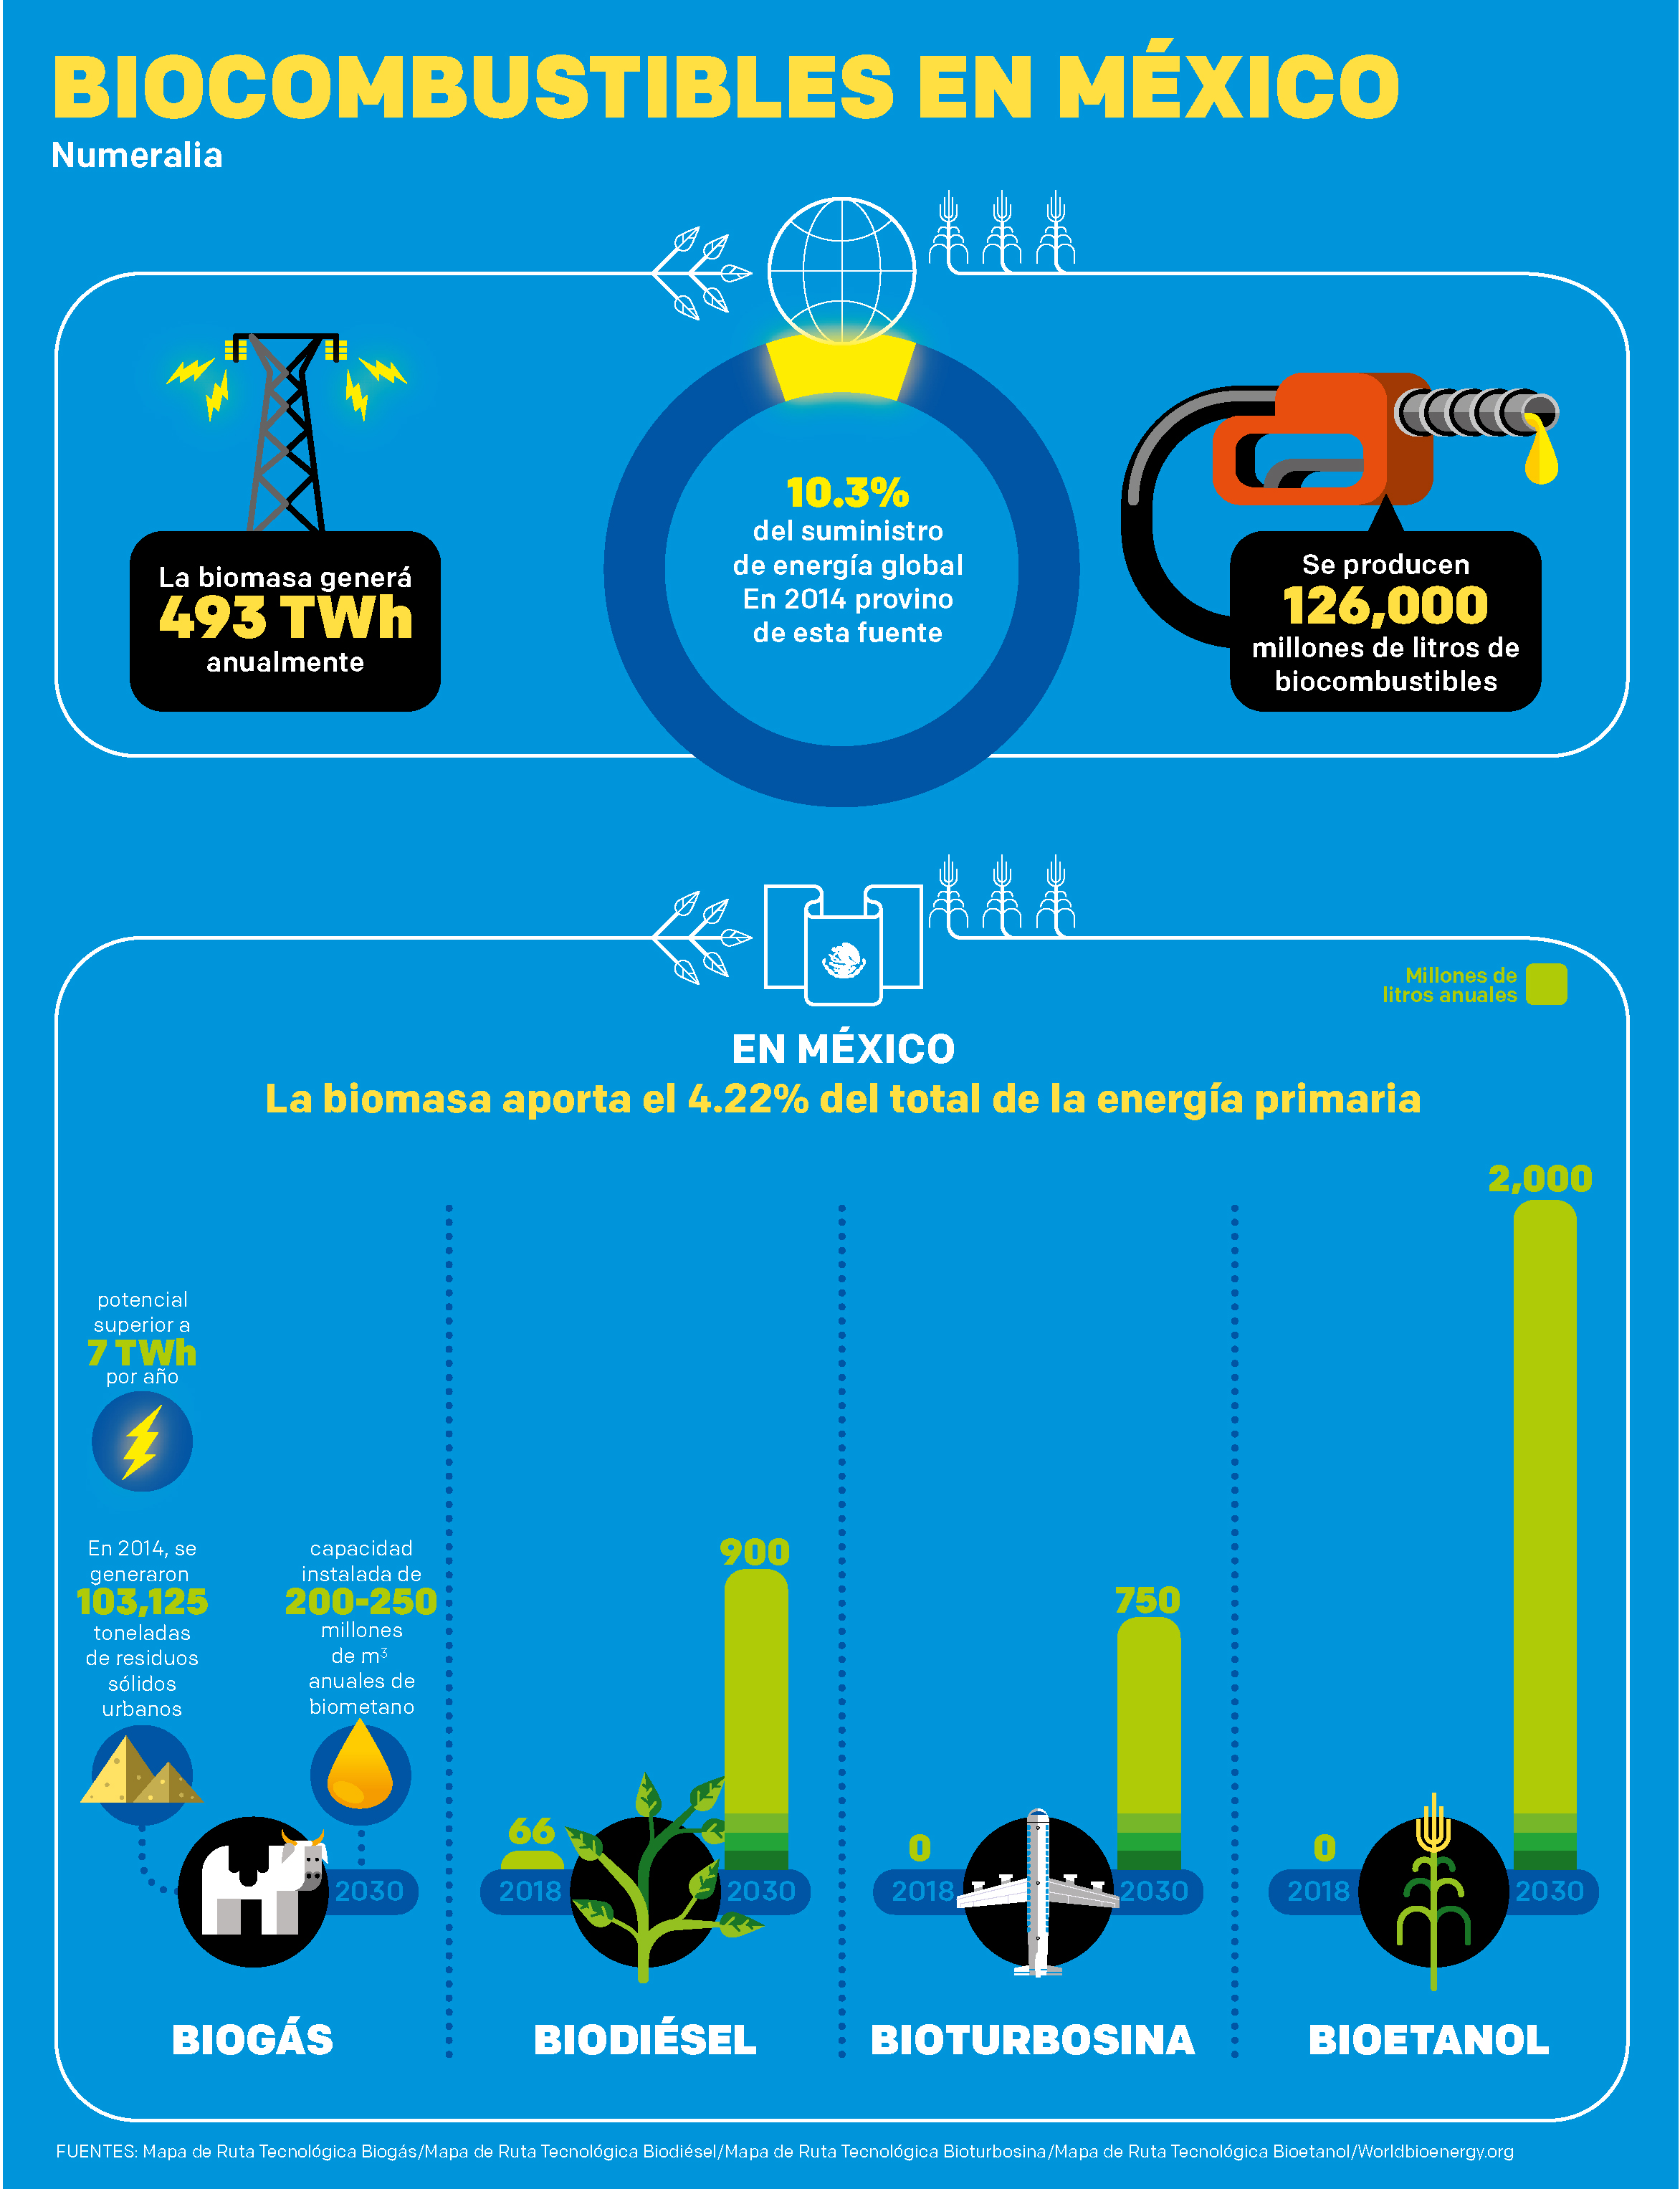 BIOCOMBUSTIBLES EN MÉXICO
Numeralia
La biomasa generá
493 TWh
anualmente
10.3%
del suministro
de energía global
En 2014 provino
de esta fuente
Se producen
126,000
millones de litros de
biocombustibles
Millones de
litros anuales
EN MÉXICO
La biomasa aporta el 4.22% del total de la energía primaria
potencial
superior a
7 TWh
por año
En 2014, se
generaron
103,125
toneladas
de residuos
sólidos
urbanos
capacidad
instalada de
200-250
millones
de m³
anuales de
biometano
2030
BIOGÁS
66
900
2018
2030
BIODIÉSEL
0
750
2018
2030
BIOTURBOSINA
0
2,000
2018
2030
BIOETANOL
FUENTES: Mapa de Ruta Tecnológica Biogás/Mapa de Ruta Tecnológica Biodiésel/Mapa de Ruta Tecnológica Bioturbosina/Mapa de Ruta Tecnológica Bioetanol/Worldbioenergy.org